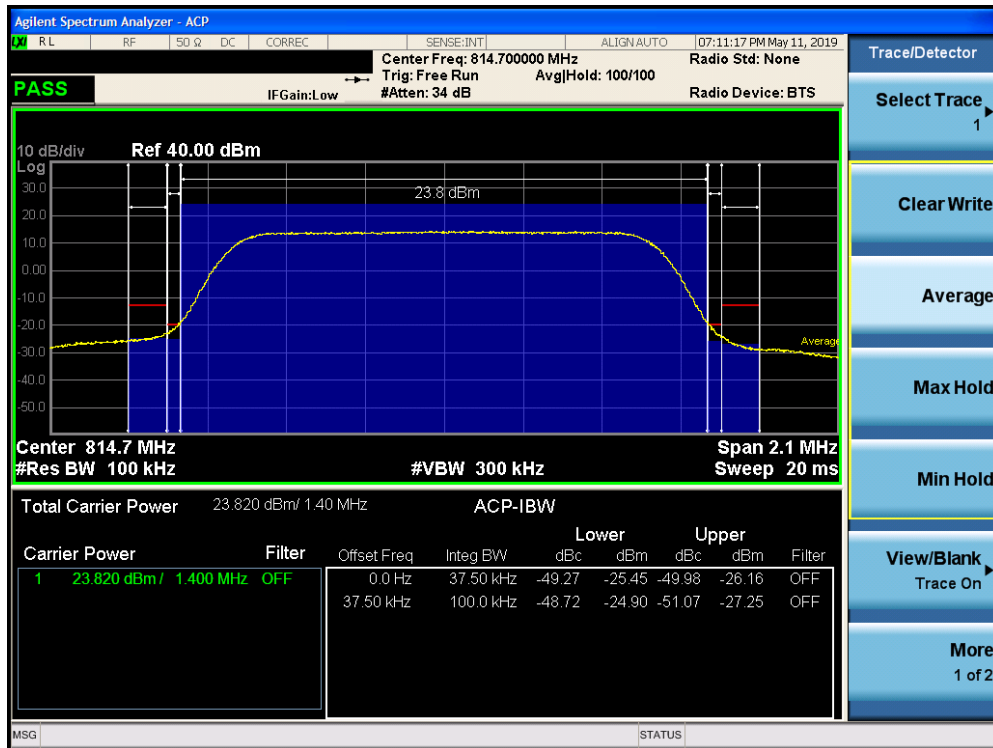 Agilent Spectrum Analyzer - ACP
LXI RL RF 50 Ω DC CORREC SENSE:INT ALIGN AUTO 07:11:17 PM May 11, 2019
Center Freq: 814.700000 MHz Radio Std: None
Trig: Free Run Avg|Hold: 100/100
PASS IFGain:Low #Atten: 34 dB Radio Device: BTS
10 dB/div Ref 40.00 dBm
Log
30.0
20.0
10.0
0.00
-10.0
-20.0
-30.0
-40.0
-50.0
23.8 dBm
Average
Center 814.7 MHz Span 2.1 MHz
#Res BW 100 kHz #VBW 300 kHz Sweep 20 ms
Total Carrier Power 23.820 dBm/ 1.40 MHz ACP-IBW
Lower Upper
Carrier Power Filter Offset Freq Integ BW dBc dBm dBc dBm Filter
1 23.820 dBm / 1.400 MHz OFF 0.0 Hz 37.50 kHz -49.27 -25.45 -49.98 -26.16 OFF
37.50 kHz 100.0 kHz -48.72 -24.90 -51.07 -27.25 OFF
MSG STATUS
Trace/Detector
Select Trace
1
Clear Write
Average
Max Hold
Min Hold
View/Blank
Trace On
More
1 of 2